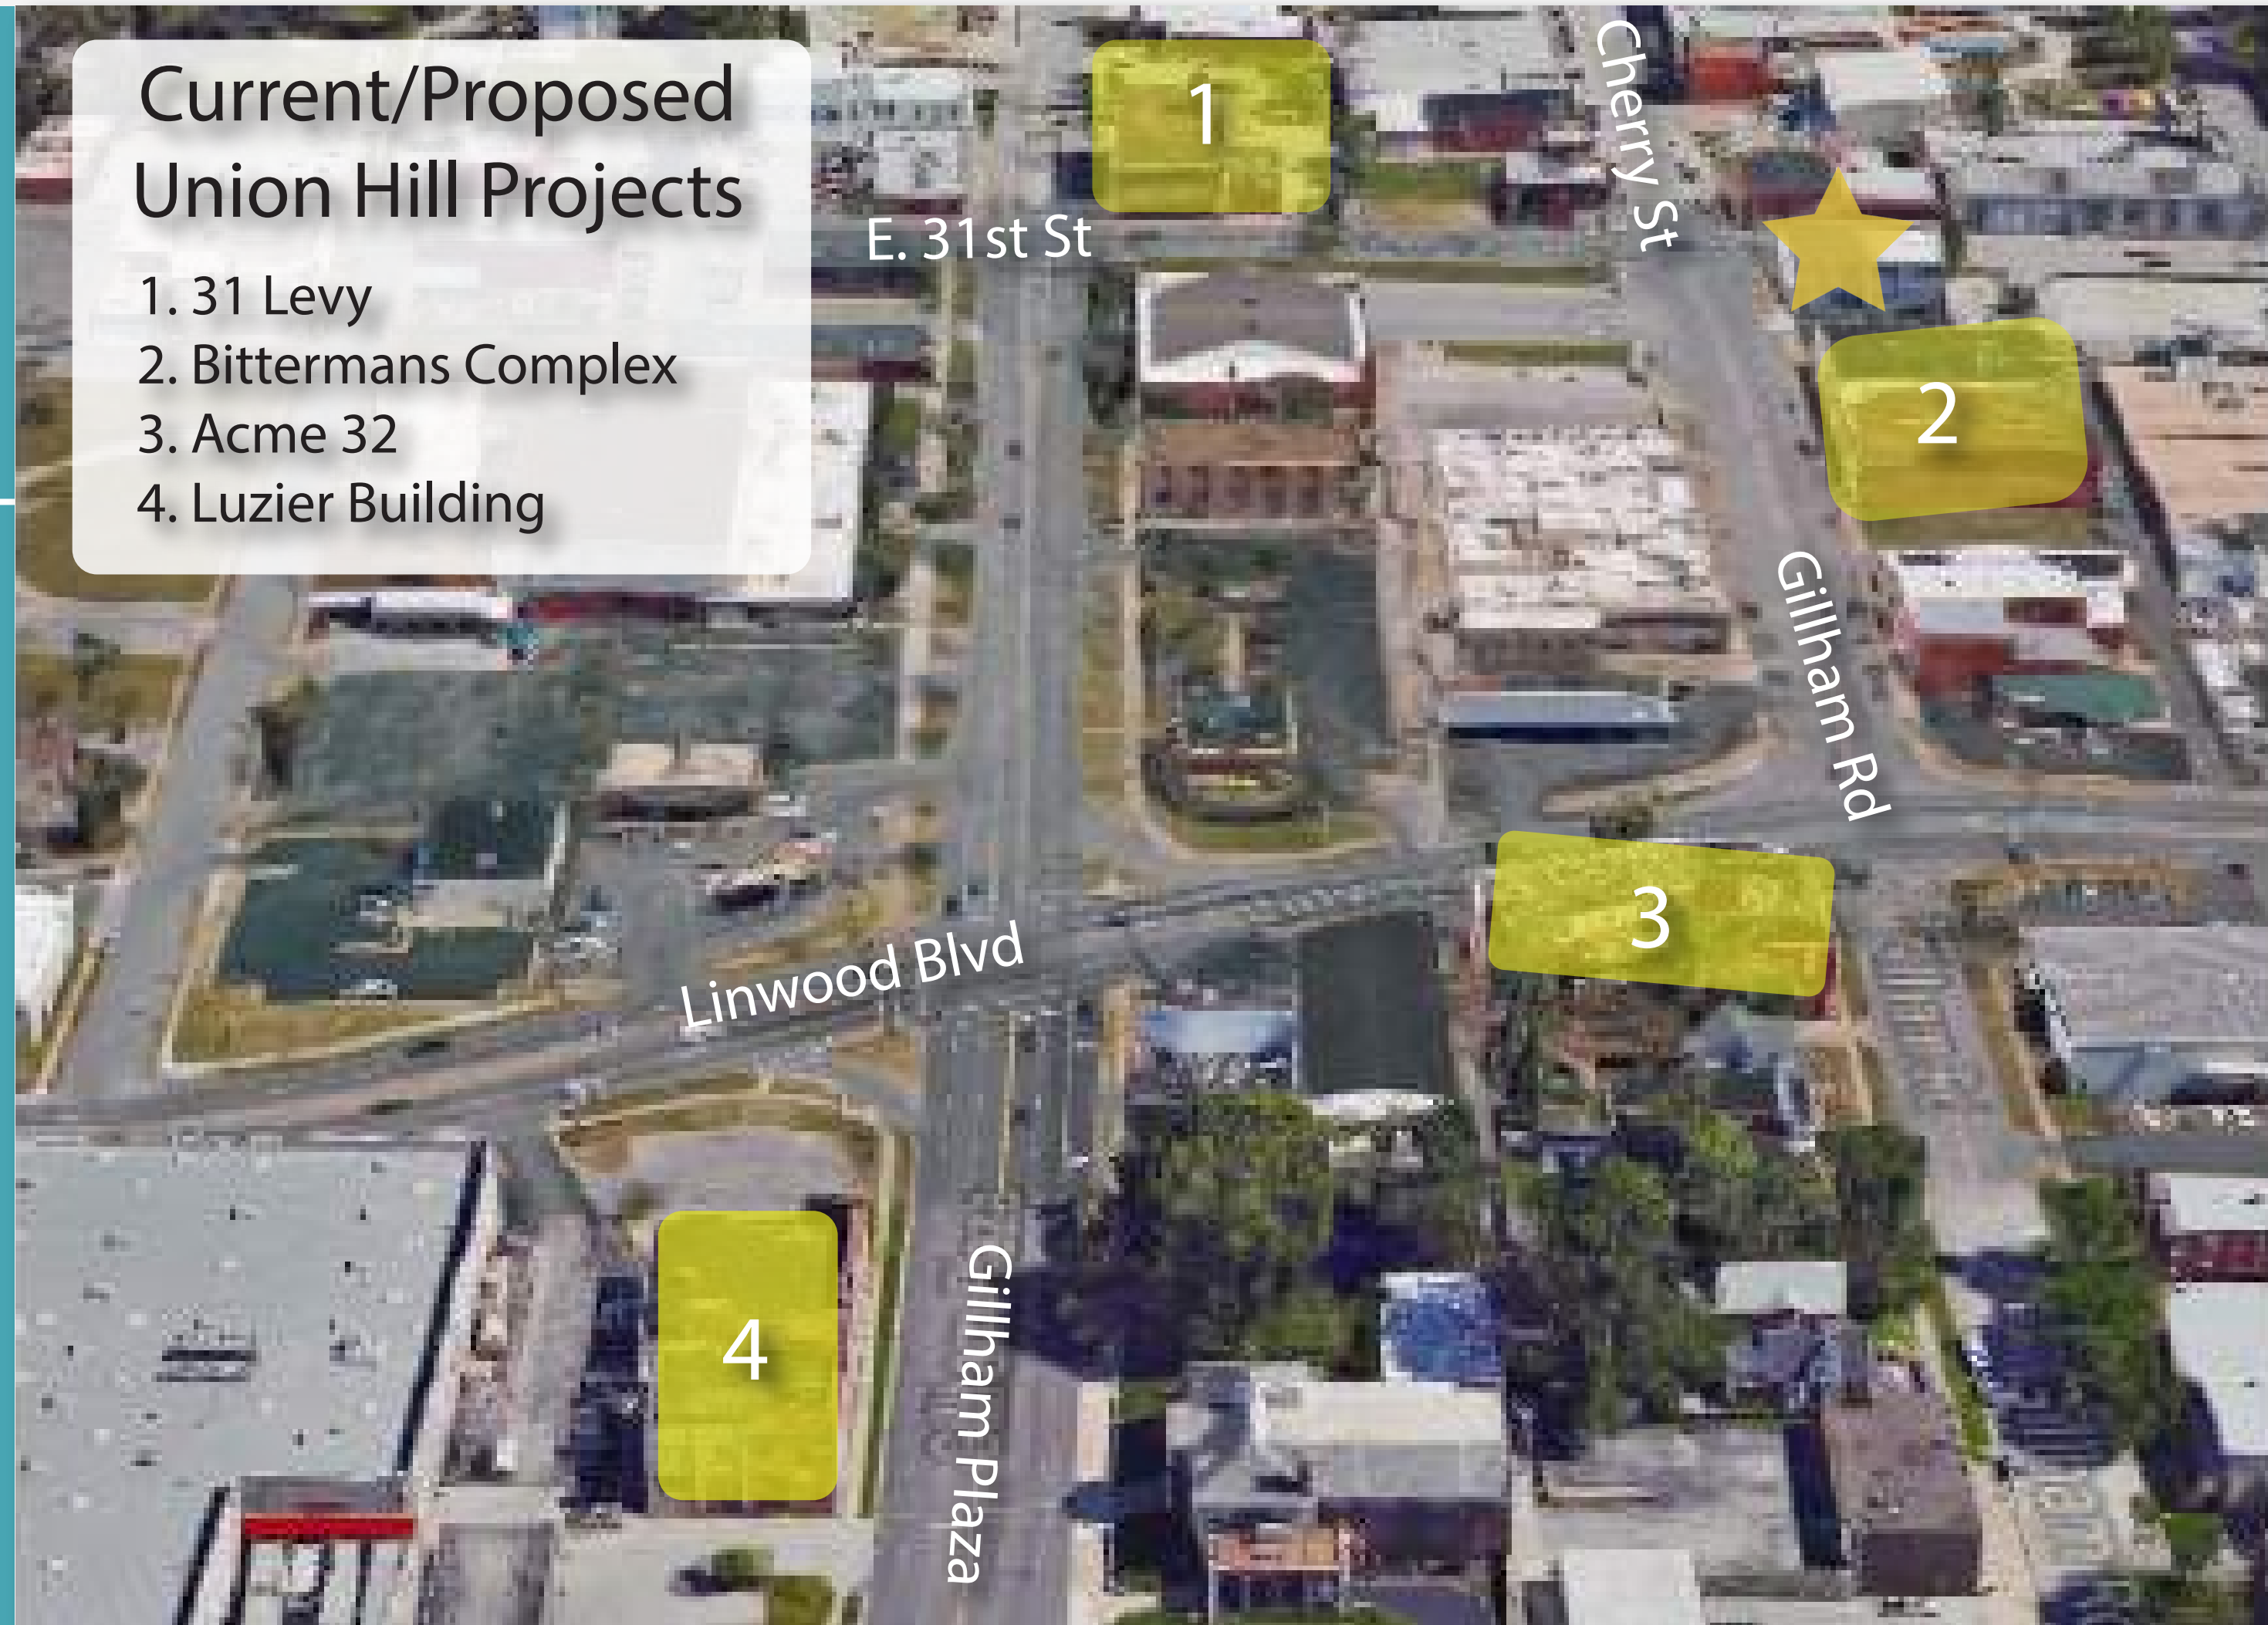 Current/Proposed
Union Hill Projects
1. 31 Levy
2. Bittermans Complex
3. Acme 32
4. Luzier Building
1
Cherry St
E. 31st St
2
Gillham Rd
3
Linwood Blvd
4
Gillham Plaza